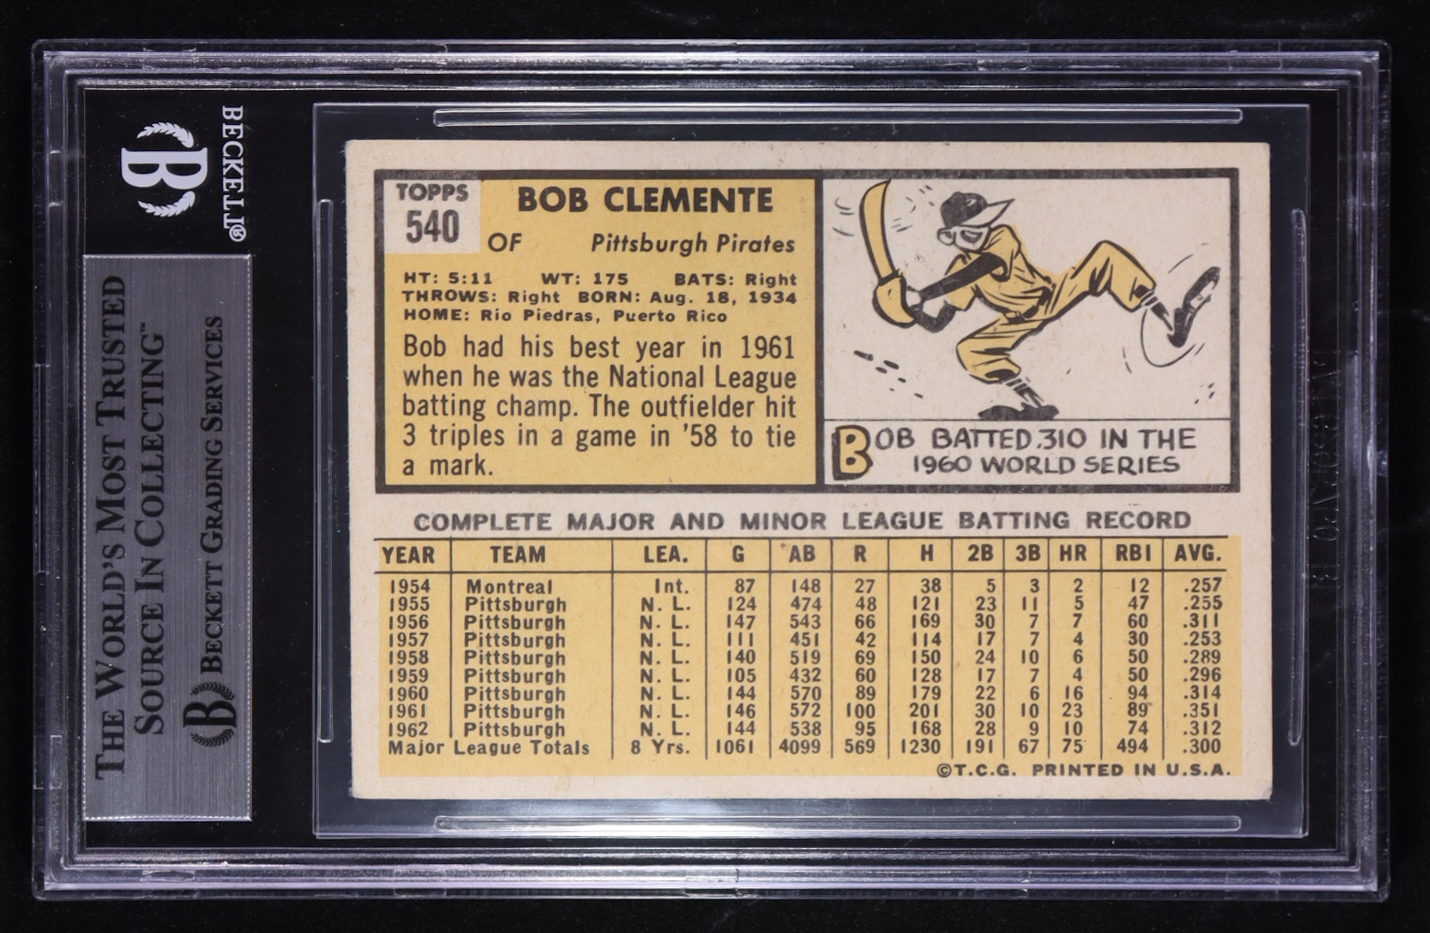 BECKETT®
THE WORLD'S MOST TRUSTED
SOURCE IN COLLECTING™
BECKETT GRADING SERVICES
TOPPS
540
BOB CLEMENTE
OF Pittsburgh Pirates
HT: 5:11 WT: 175 BATS: Right
THROWS: Right BORN: Aug. 18, 1934
HOME: Rio Piedras, Puerto Rico
Bob had his best year in 1961
when he was the National League
batting champ. The outfielder hit
3 triples in a game in '58 to tie
a mark.
BOB BATTED .310 IN THE
1960 WORLD SERIES
COMPLETE MAJOR AND MINOR LEAGUE BATTING RECORD
YEAR TEAM LEA. G AB R H 2B 3B HR RBI AVG.
1954 Montreal Int. 87 148 27 38 5 3 2 12 .257
1955 Pittsburgh N. L. 124 474 48 121 23 11 5 47 .255
1956 Pittsburgh N. L. 147 543 66 169 30 7 7 60 .311
1957 Pittsburgh N. L. 111 451 42 114 17 7 4 30 .253
1958 Pittsburgh N. L. 140 519 69 150 24 10 6 50 .289
1959 Pittsburgh N. L. 105 432 60 128 17 7 4 50 .296
1960 Pittsburgh N. L. 144 570 89 179 22 6 16 94 .314
1961 Pittsburgh N. L. 146 572 100 201 30 10 23 89 .351
1962 Pittsburgh N. L. 144 538 95 168 28 9 10 74 .312
Major League Totals 8 Yrs. 1061 4099 569 1230 191 67 75 494 .300
©T.C.G. PRINTED IN U.S.A.